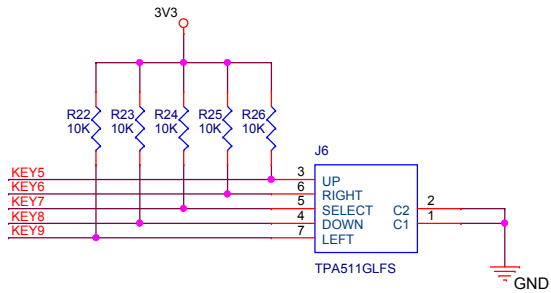 3V3
R22 R23 R24 R25 R26
10K 10K 10K 10K 10K
J6
KEY5 3 UP
KEY6 6 RIGHT
KEY7 5 SELECT C2 2
KEY8 4 DOWN C1 1
KEY9 7 LEFT
TPA511GLFS
GND